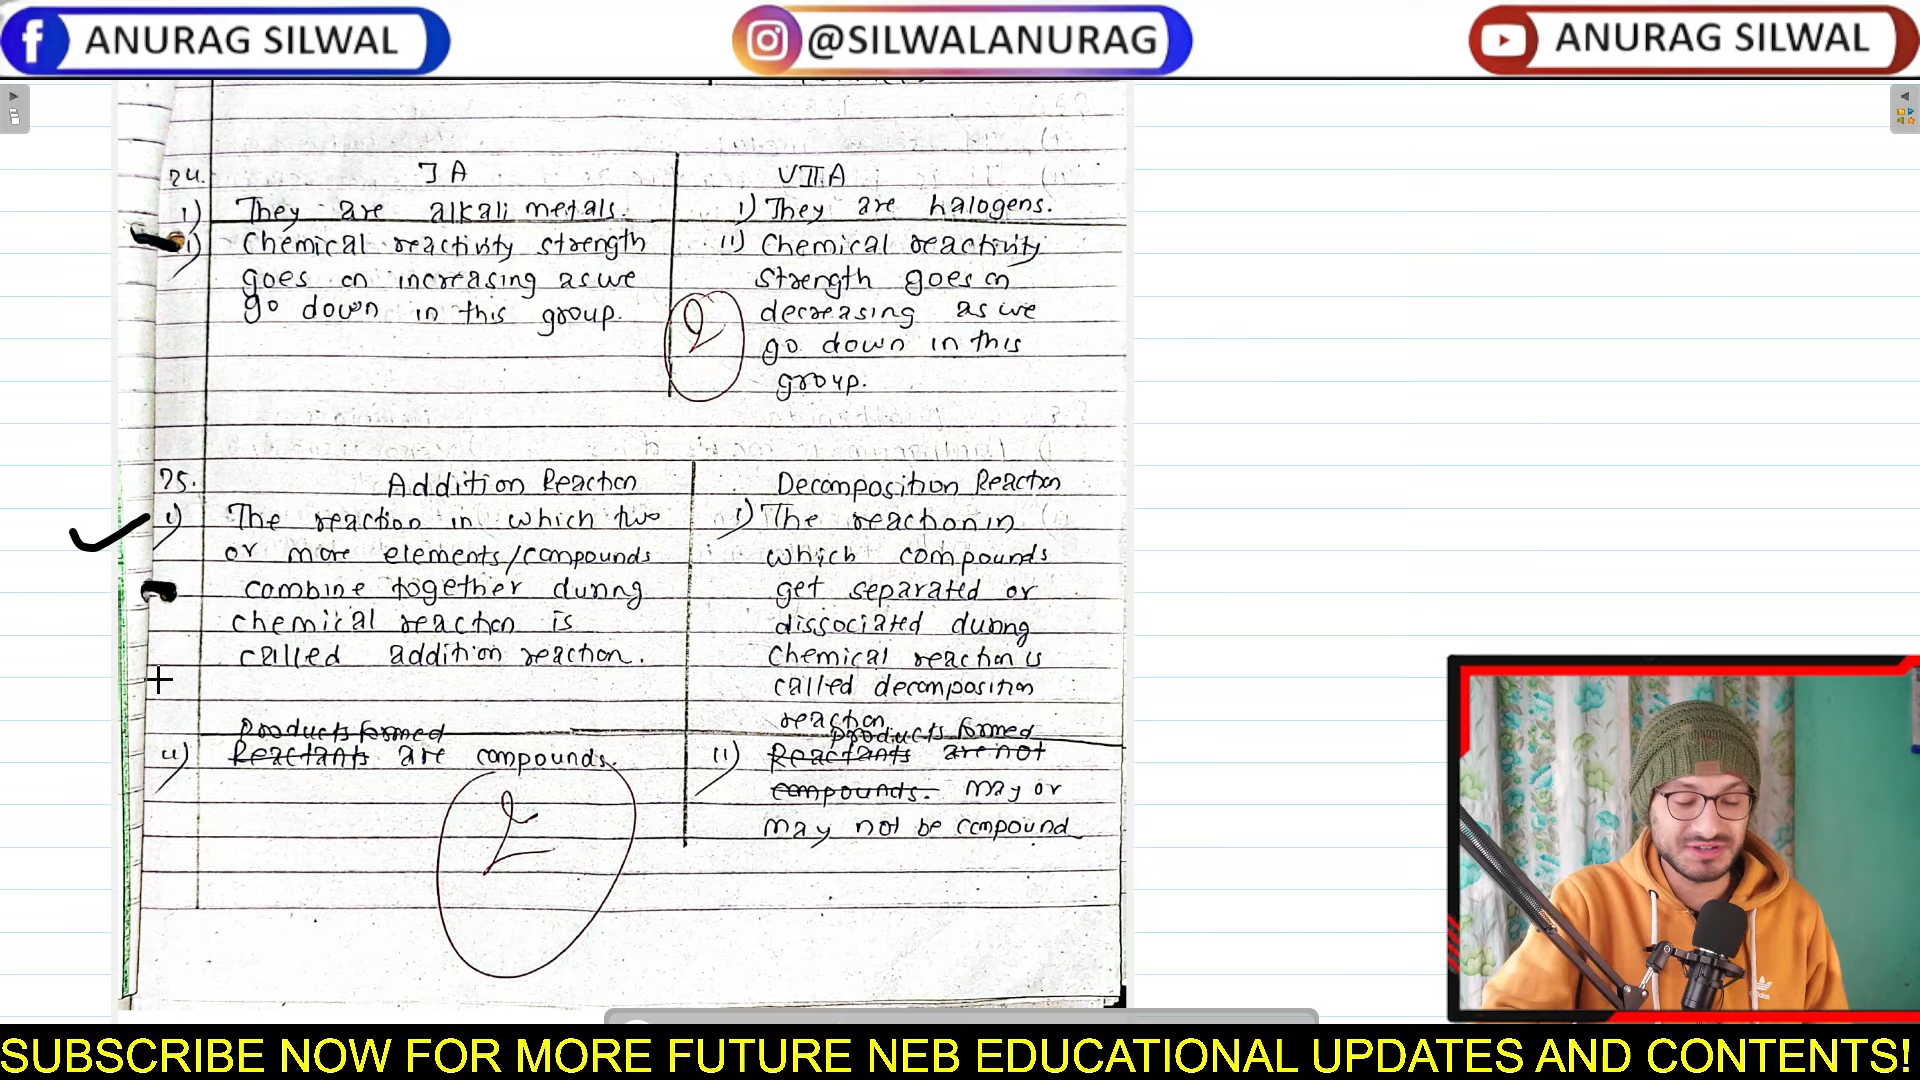 ANURAG SILWAL
@SILWALANURAG
ANURAG SILWAL
24.
I A
VII A
i) They are alkali metals.
i) They are halogens.
ii) Chemical reactivity strength
goes on increasing as we
go down in this group.
ii) Chemical reactivity
strength goes on
decreasing as we
go down in this
group.
2
25.
Addition Reaction
Decomposition Reaction
i) The reaction in which two
or more elements/compounds
combine together during
chemical reaction is
called addition reaction.
i) The reaction in
which compounds
get separated or
dissociated during
chemical reaction is
called decomposition
reaction
Products formed
ii) Reactants are compounds.
Products formed
ii) Reactants are not
compounds. may or
may not be compound
2
SUBSCRIBE NOW FOR MORE FUTURE NEB EDUCATIONAL UPDATES AND CONTENTS!